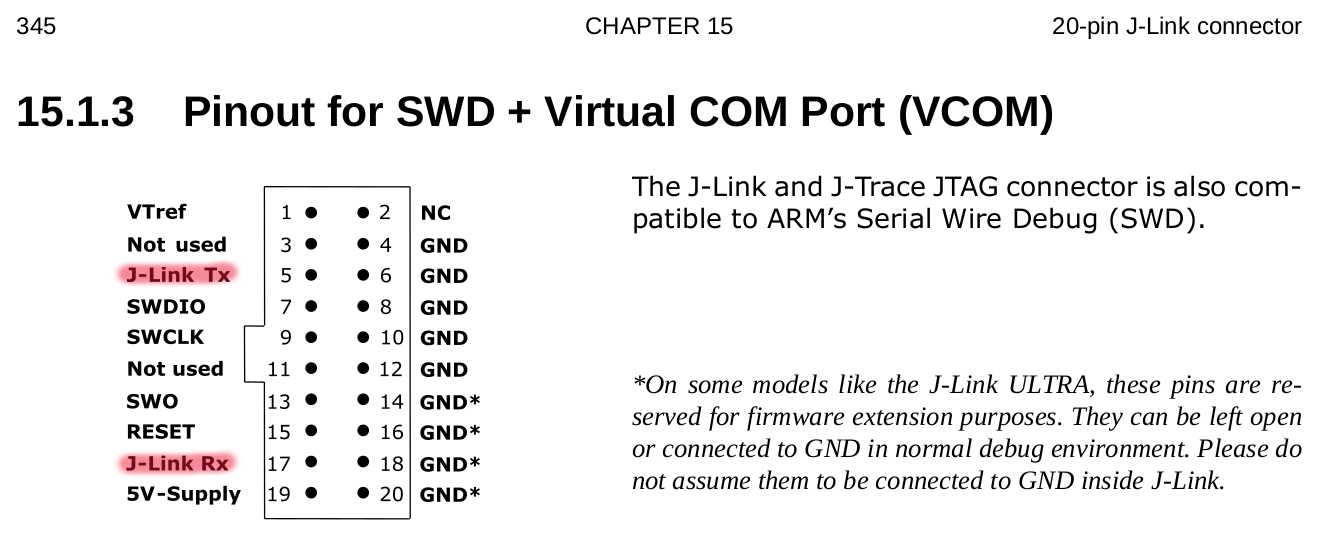 345 CHAPTER 15 20-pin J-Link connector
15.1.3 Pinout for SWD + Virtual COM Port (VCOM)
The J-Link and J-Trace JTAG connector is also com-
patible to ARM’s Serial Wire Debug (SWD).
VTref 1 2 NC
Not used 3 4 GND
J-Link Tx 5 6 GND
SWDIO 7 8 GND
SWCLK 9 10 GND
Not used 11 12 GND
SWO 13 14 GND*
RESET 15 16 GND*
J-Link Rx 17 18 GND*
5V-Supply 19 20 GND*
*On some models like the J-Link ULTRA, these pins are re-
served for firmware extension purposes. They can be left open
or connected to GND in normal debug environment. Please do
not assume them to be connected to GND inside J-Link.